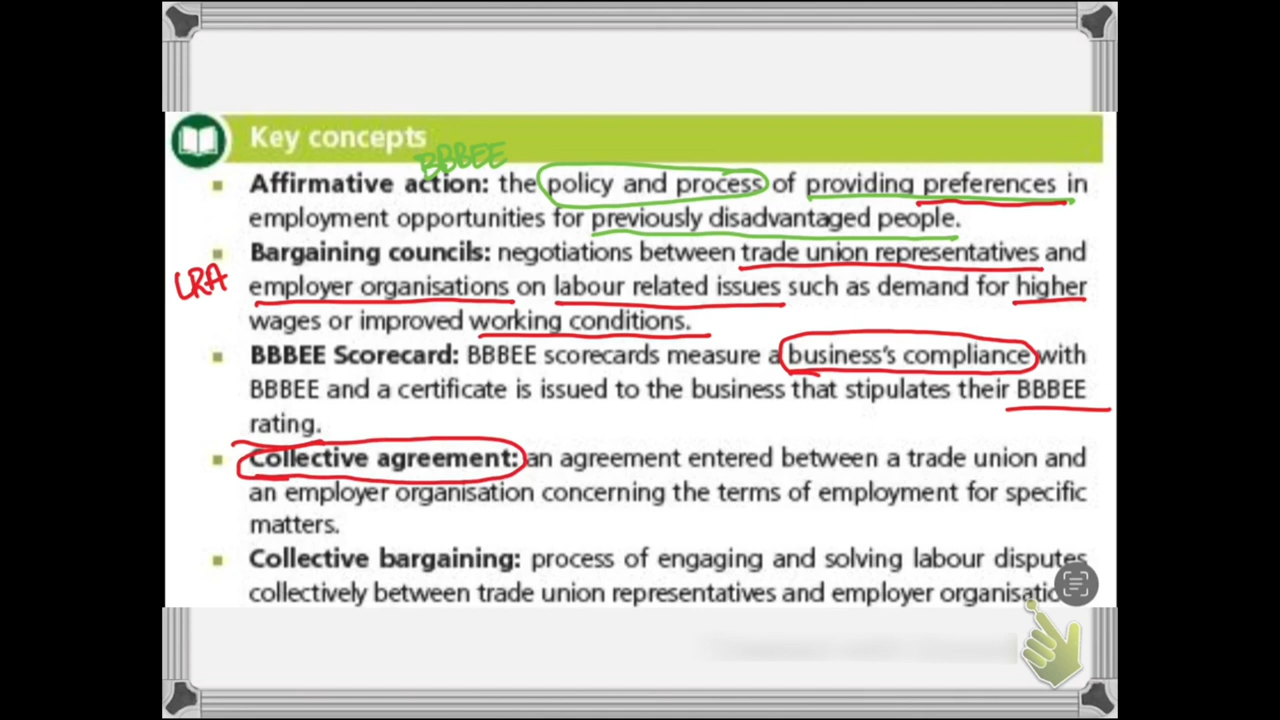 Key concepts
BBBEE
Affirmative action: the policy and process of providing preferences in
employment opportunities for previously disadvantaged people.
Bargaining councils: negotiations between trade union representatives and
LRA
employer organisations on labour related issues such as demand for higher
wages or improved working conditions.
BBBEE Scorecard: BBBEE scorecards measure a business's compliance with
BBBEE and a certificate is issued to the business that stipulates their BBBEE
rating.
Collective agreement: an agreement entered between a trade union and
an employer organisation concerning the terms of employment for specific
matters.
Collective bargaining: process of engaging and solving labour disputes
collectively between trade union representatives and employer